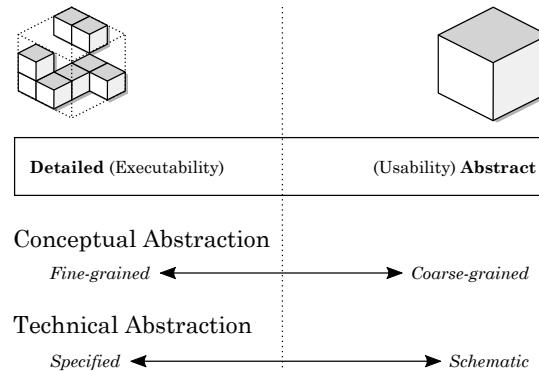 Detailed (Executability) (Usability) Abstract
Conceptual Abstraction
Fine-grained Coarse-grained
Technical Abstraction
Specified Schematic